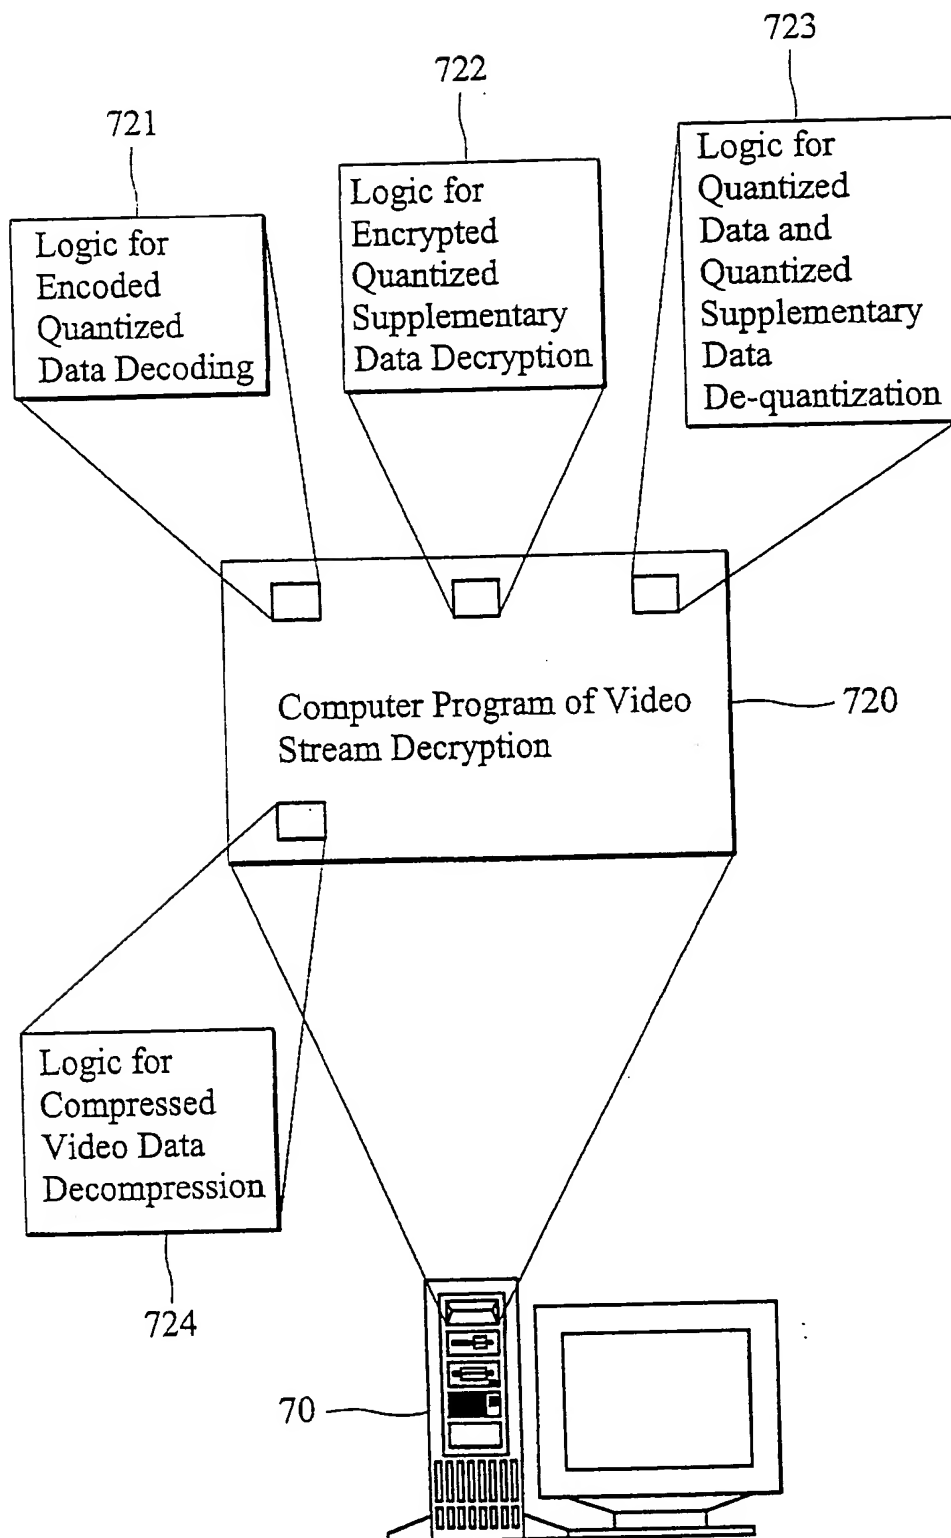 723
722
721
Logic for
Quantized
Data and
Quantized
Supplementary
Data
De-quantization
Logic for
Encrypted
Quantized
Supplementary
Data Decryption
Logic for
Encoded
Quantized
Data Decoding
Computer Program of Video
Stream Decryption
720
Logic for
Compressed
Video Data
Decompression
724
70